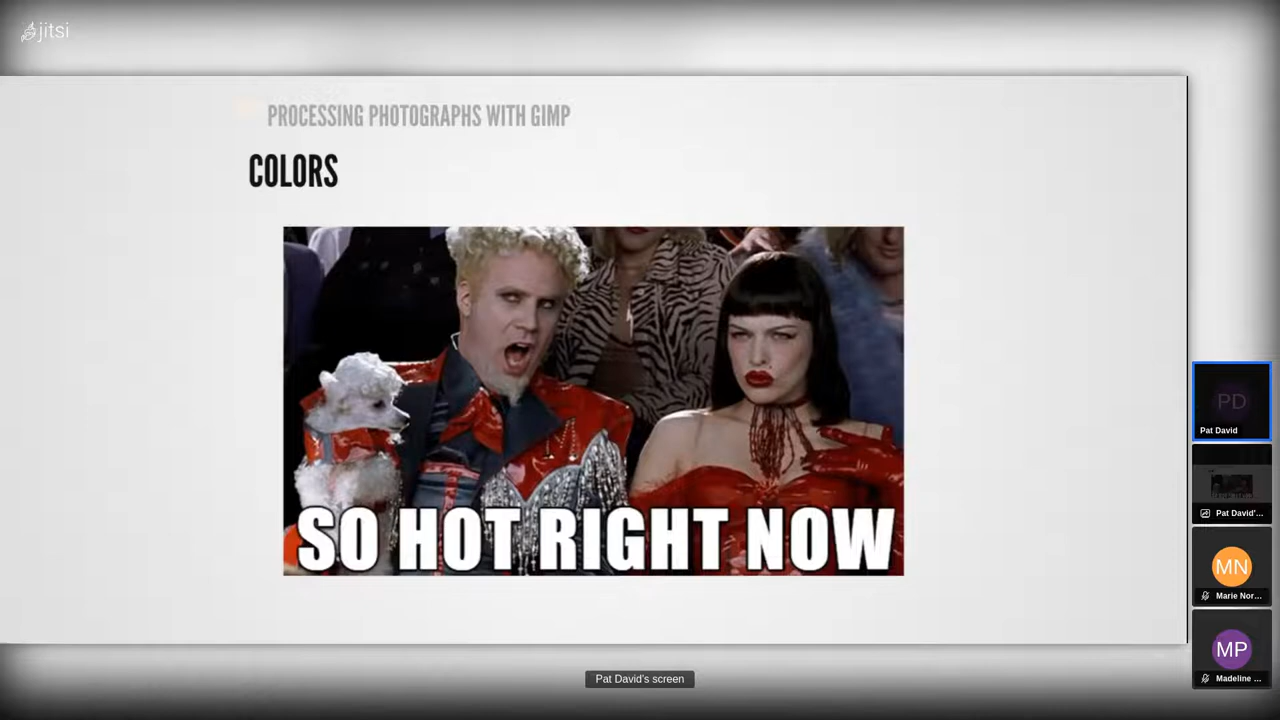 jitsi
PROCESSING PHOTOGRAPHS WITH GIMP
COLORS
SO HOT RIGHT NOW
PD
Pat David
Pat David'...
MN
Marie Nor...
MP
Madeline ...
Pat David's screen